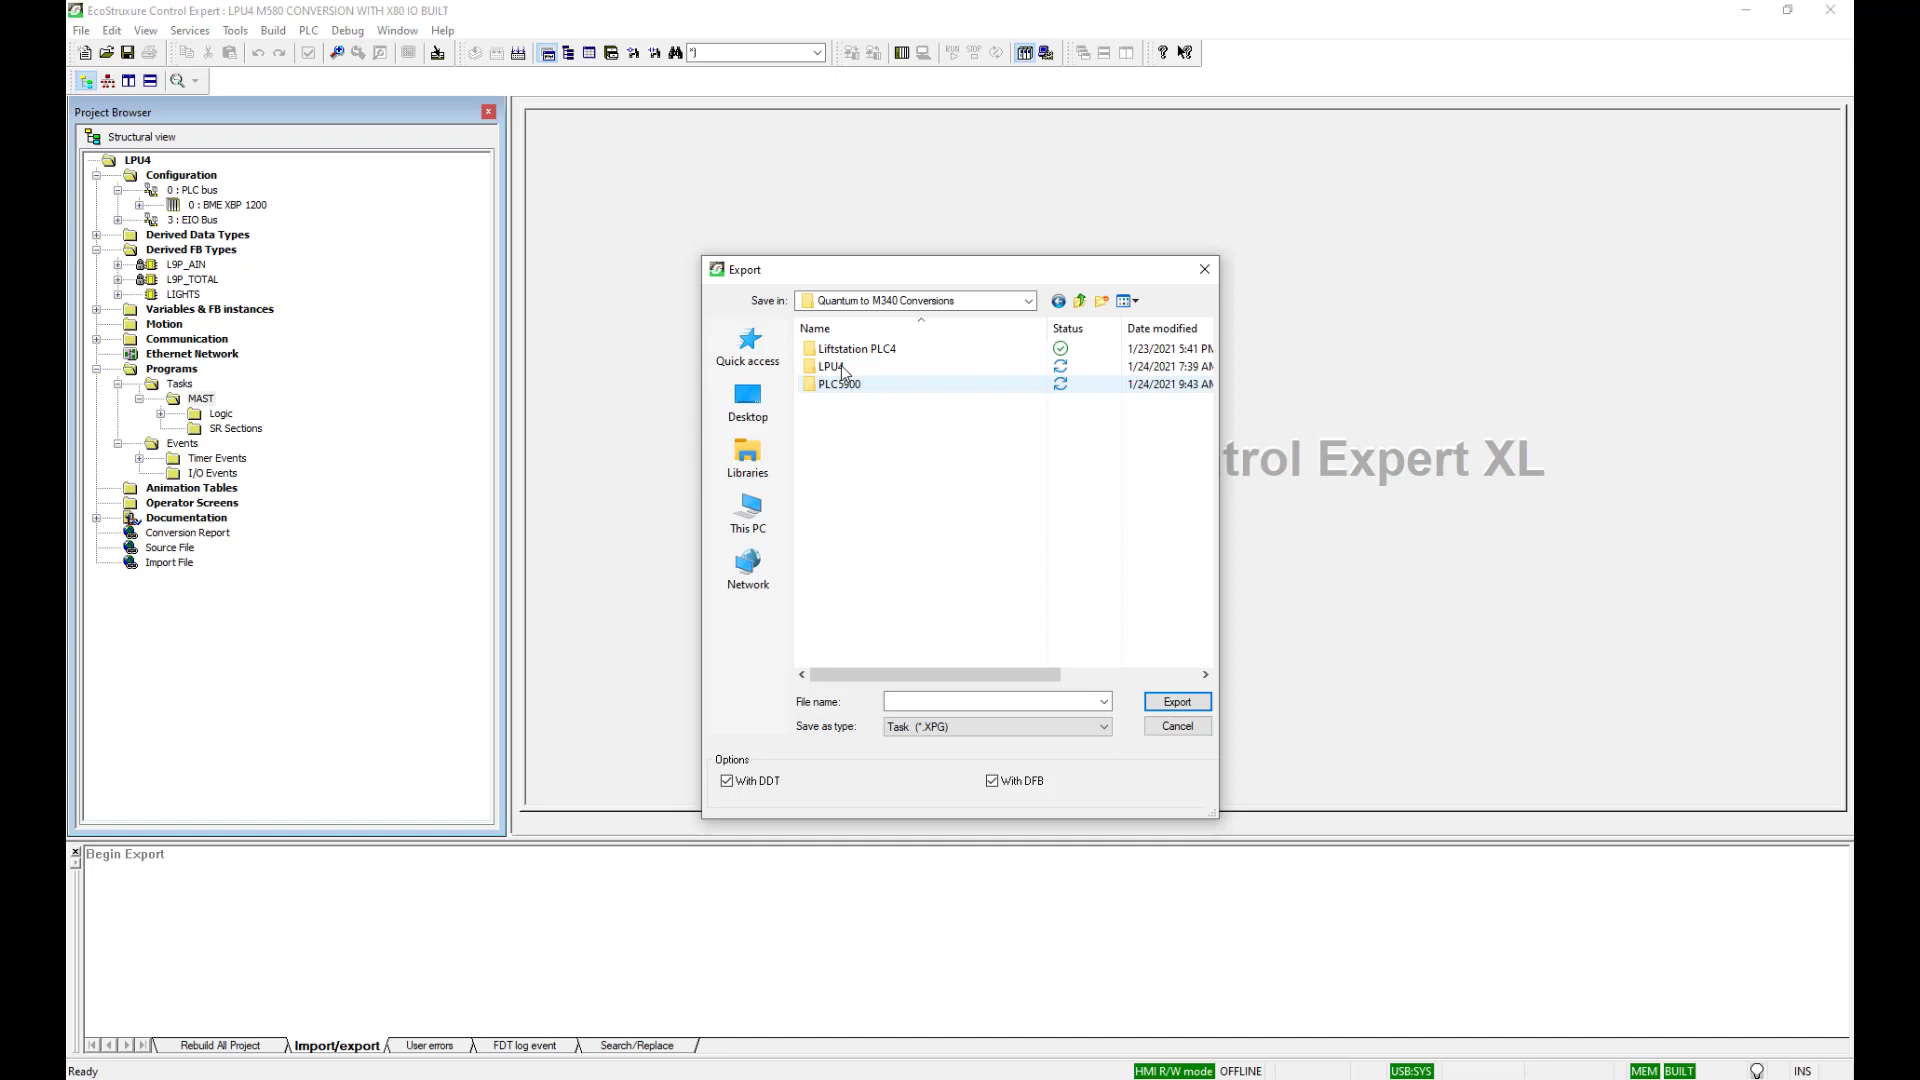 EcoStruxure Control Expert : LPU4 M580 CONVERSION WITH X80 IO BUILT
File Edit View Services Tools Build PLC Debug Window Help
Project Browser
Structural view
LPU4
Configuration
0 : PLC bus
0 : BME XBP 1200
3 : EIO Bus
Derived Data Types
Derived FB Types
L9P_AIN
L9P_TOTAL
LIGHTS
Variables & FB instances
Motion
Communication
Ethernet Network
Programs
Tasks
MAST
Logic
SR Sections
Events
Timer Events
I/O Events
Animation Tables
Operator Screens
Documentation
Conversion Report
Source File
Import File
trol Expert XL
Export
Save in: Quantum to M340 Conversions
Name Status Date modified
Liftstation PLC4 1/23/2021 5:41 PM
LPU4 1/24/2021 7:39 AM
PLC5900 1/24/2021 9:43 AM
Quick access
Desktop
Libraries
This PC
Network
File name: Export
Save as type: Task (*.XPG) Cancel
Options
With DDT With DFB
Begin Export
Rebuild All Project Import/export User errors FDT log event Search/Replace
Ready HMI R/W mode OFFLINE USB:SYS MEM BUILT INS